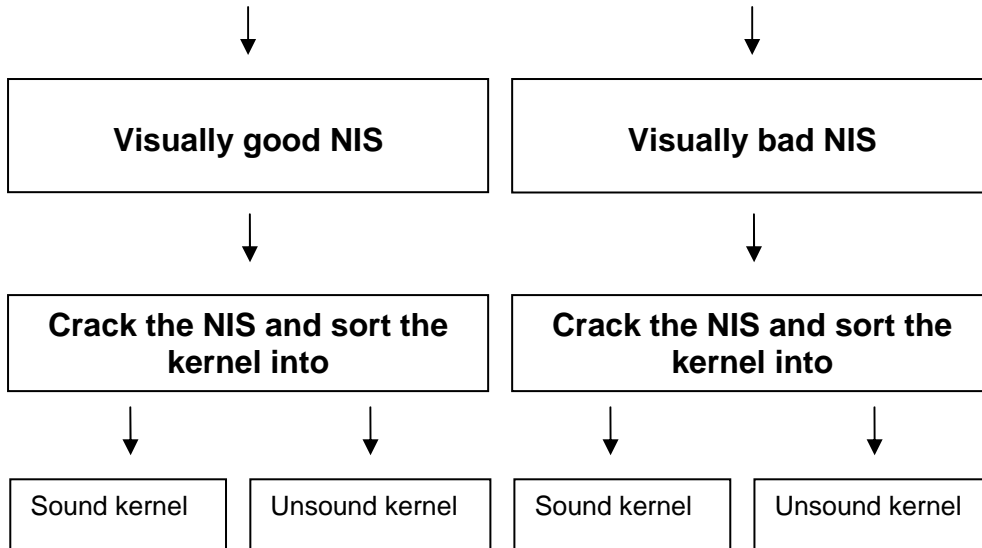 Visually good NIS
Visually bad NIS
Crack the NIS and sort the
kernel into
Crack the NIS and sort the
kernel into
Sound kernel
Unsound kernel
Sound kernel
Unsound kernel